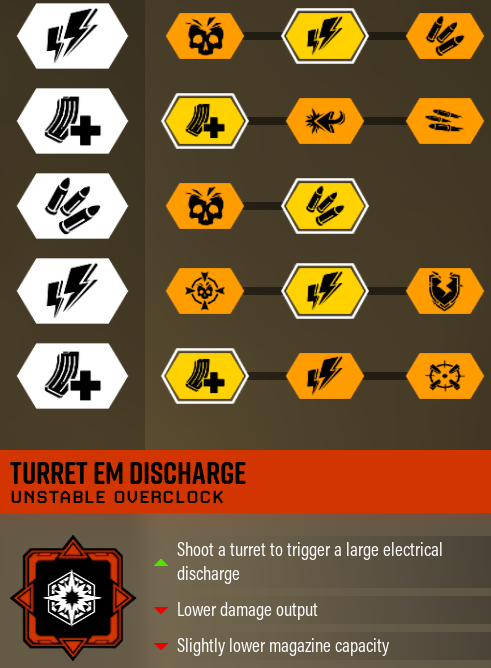 TURRET EM DISCHARGE
UNSTABLE OVERCLOCK
Shoot a turret to trigger a large electrical
discharge
Lower damage output
Slightly lower magazine capacity